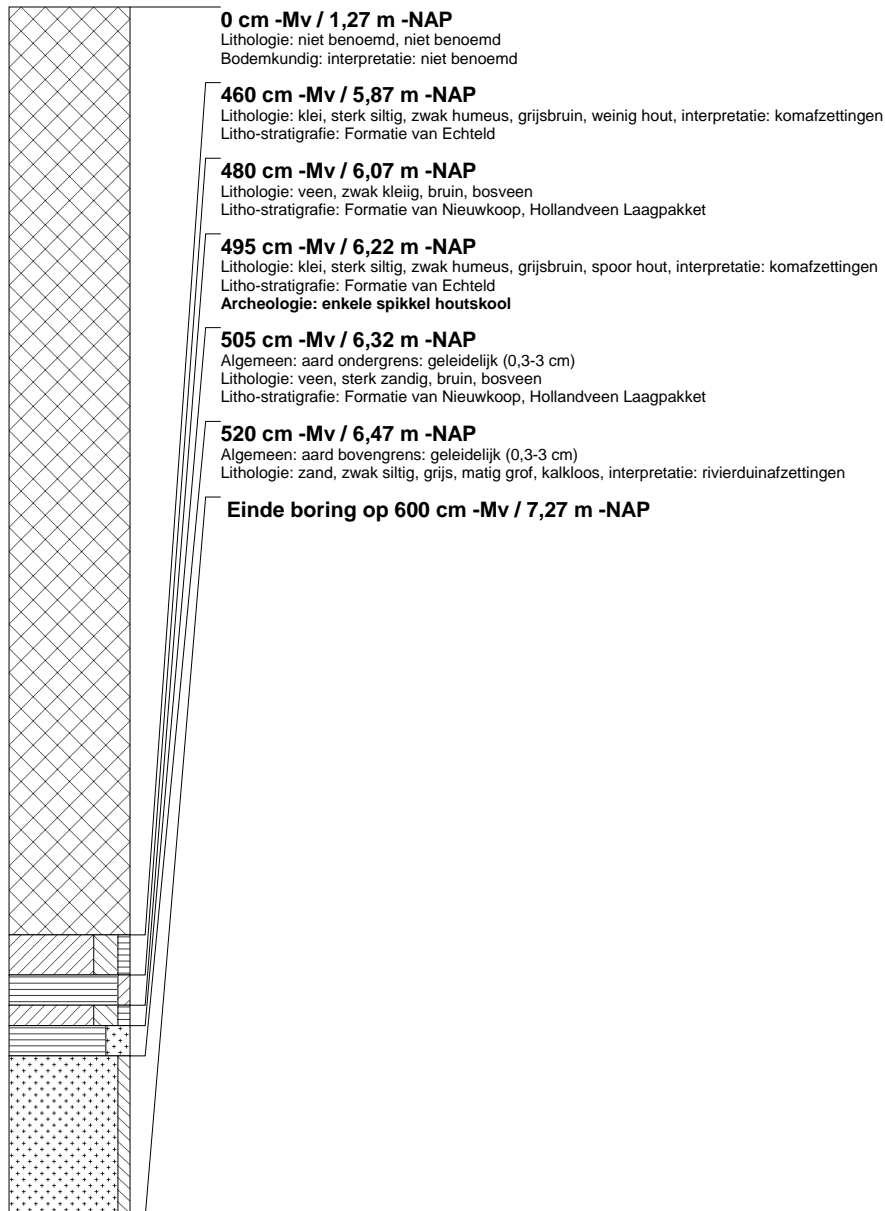 0 cm -Mv / 1,27 m -NAP
Lithologie: niet benoemd, niet benoemd
Bodemkundig: interpretatie: niet benoemd
460 cm -Mv / 5,87 m -NAP
Lithologie: klei, sterk siltig, zwak humeus, grijsbruin, weinig hout, interpretatie: komafzettingen
Litho-stratigrafie: Formatie van Echteld
480 cm -Mv / 6,07 m -NAP
Lithologie: veen, zwak kleiig, bruin, bosveen
Litho-stratigrafie: Formatie van Nieuwkoop, Hollandveen Laagpakket
495 cm -Mv / 6,22 m -NAP
Lithologie: klei, sterk siltig, zwak humeus, grijsbruin, spoor hout, interpretatie: komafzettingen
Litho-stratigrafie: Formatie van Echteld
Archeologie: enkele spikkel houtskool
505 cm -Mv / 6,32 m -NAP
Algemeen: aard ondergrens: geleidelijk (0,3-3 cm)
Lithologie: veen, sterk zandig, bruin, bosveen
Litho-stratigrafie: Formatie van Nieuwkoop, Hollandveen Laagpakket
520 cm -Mv / 6,47 m -NAP
Algemeen: aard bovengrens: geleidelijk (0,3-3 cm)
Lithologie: zand, zwak siltig, grijs, matig grof, kalkloos, interpretatie: rivierduinafzettingen
Einde boring op 600 cm -Mv / 7,27 m -NAP